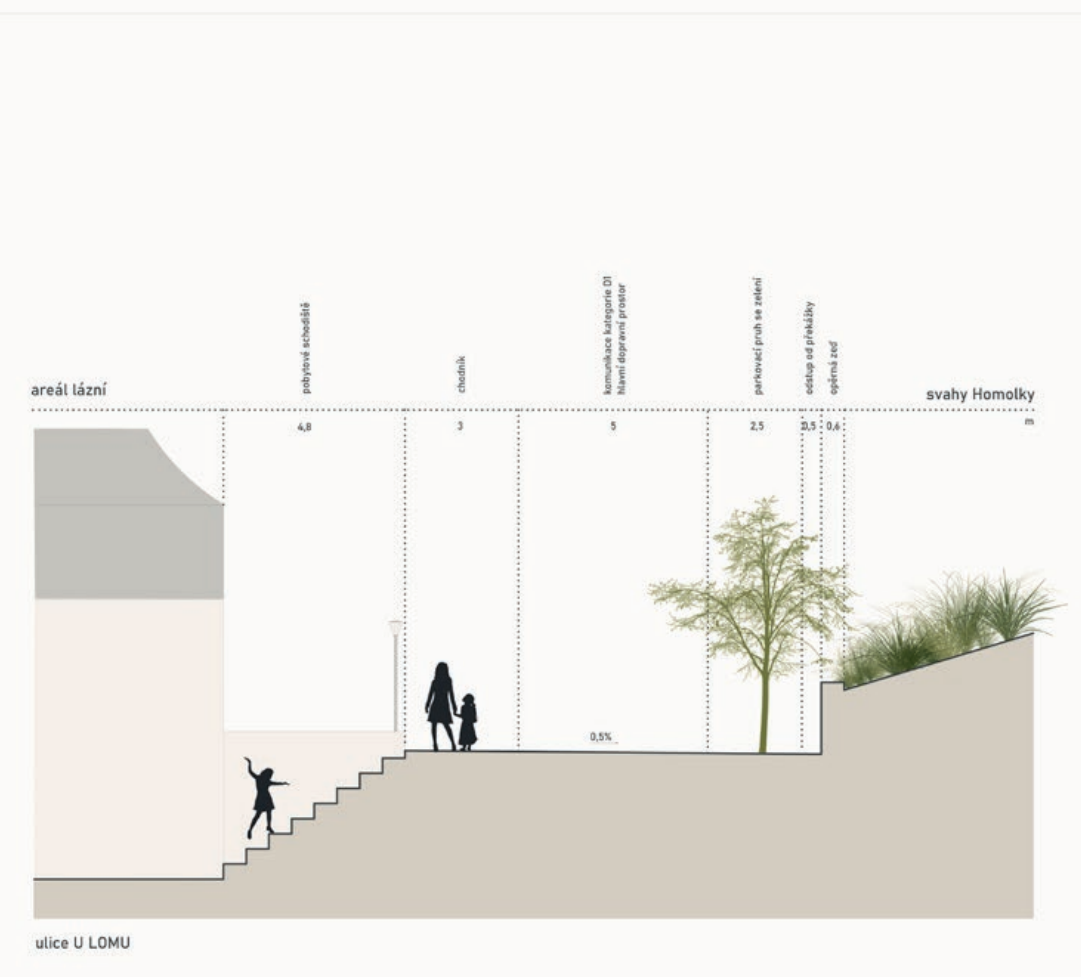 pobytové schodiště
chodník
komunikace kategorie D1
hlavní dopravní prostor
parkovací pruh se zelení
odstup od překážky
opěrná zeď
areál lázní
svahy Homolky
4,8
3
5
2,5
0,5
0,6
m
0,5%
ulice U LOMU